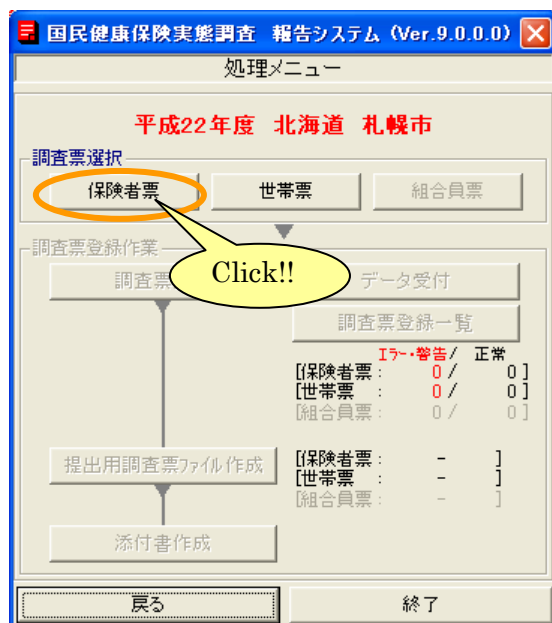 国民健康保険実態調査 報告システム (Ver.9.0.0.0)
処理メニュー
平成22年度 北海道 札幌市
調査票選択
保険者票
世帯票
組合員票
調査票登録作業
調査票
Click!!
データ受付
調査票登録一覧
エラー・警告/ 正常
[保険者票: 0/ 0]
[世帯票 : 0/ 0]
[組合員票: 0/ 0]
提出用調査票ファイル作成
[保険者票: - ]
[世帯票 : - ]
[組合員票: - ]
添付書作成
戻る
終了